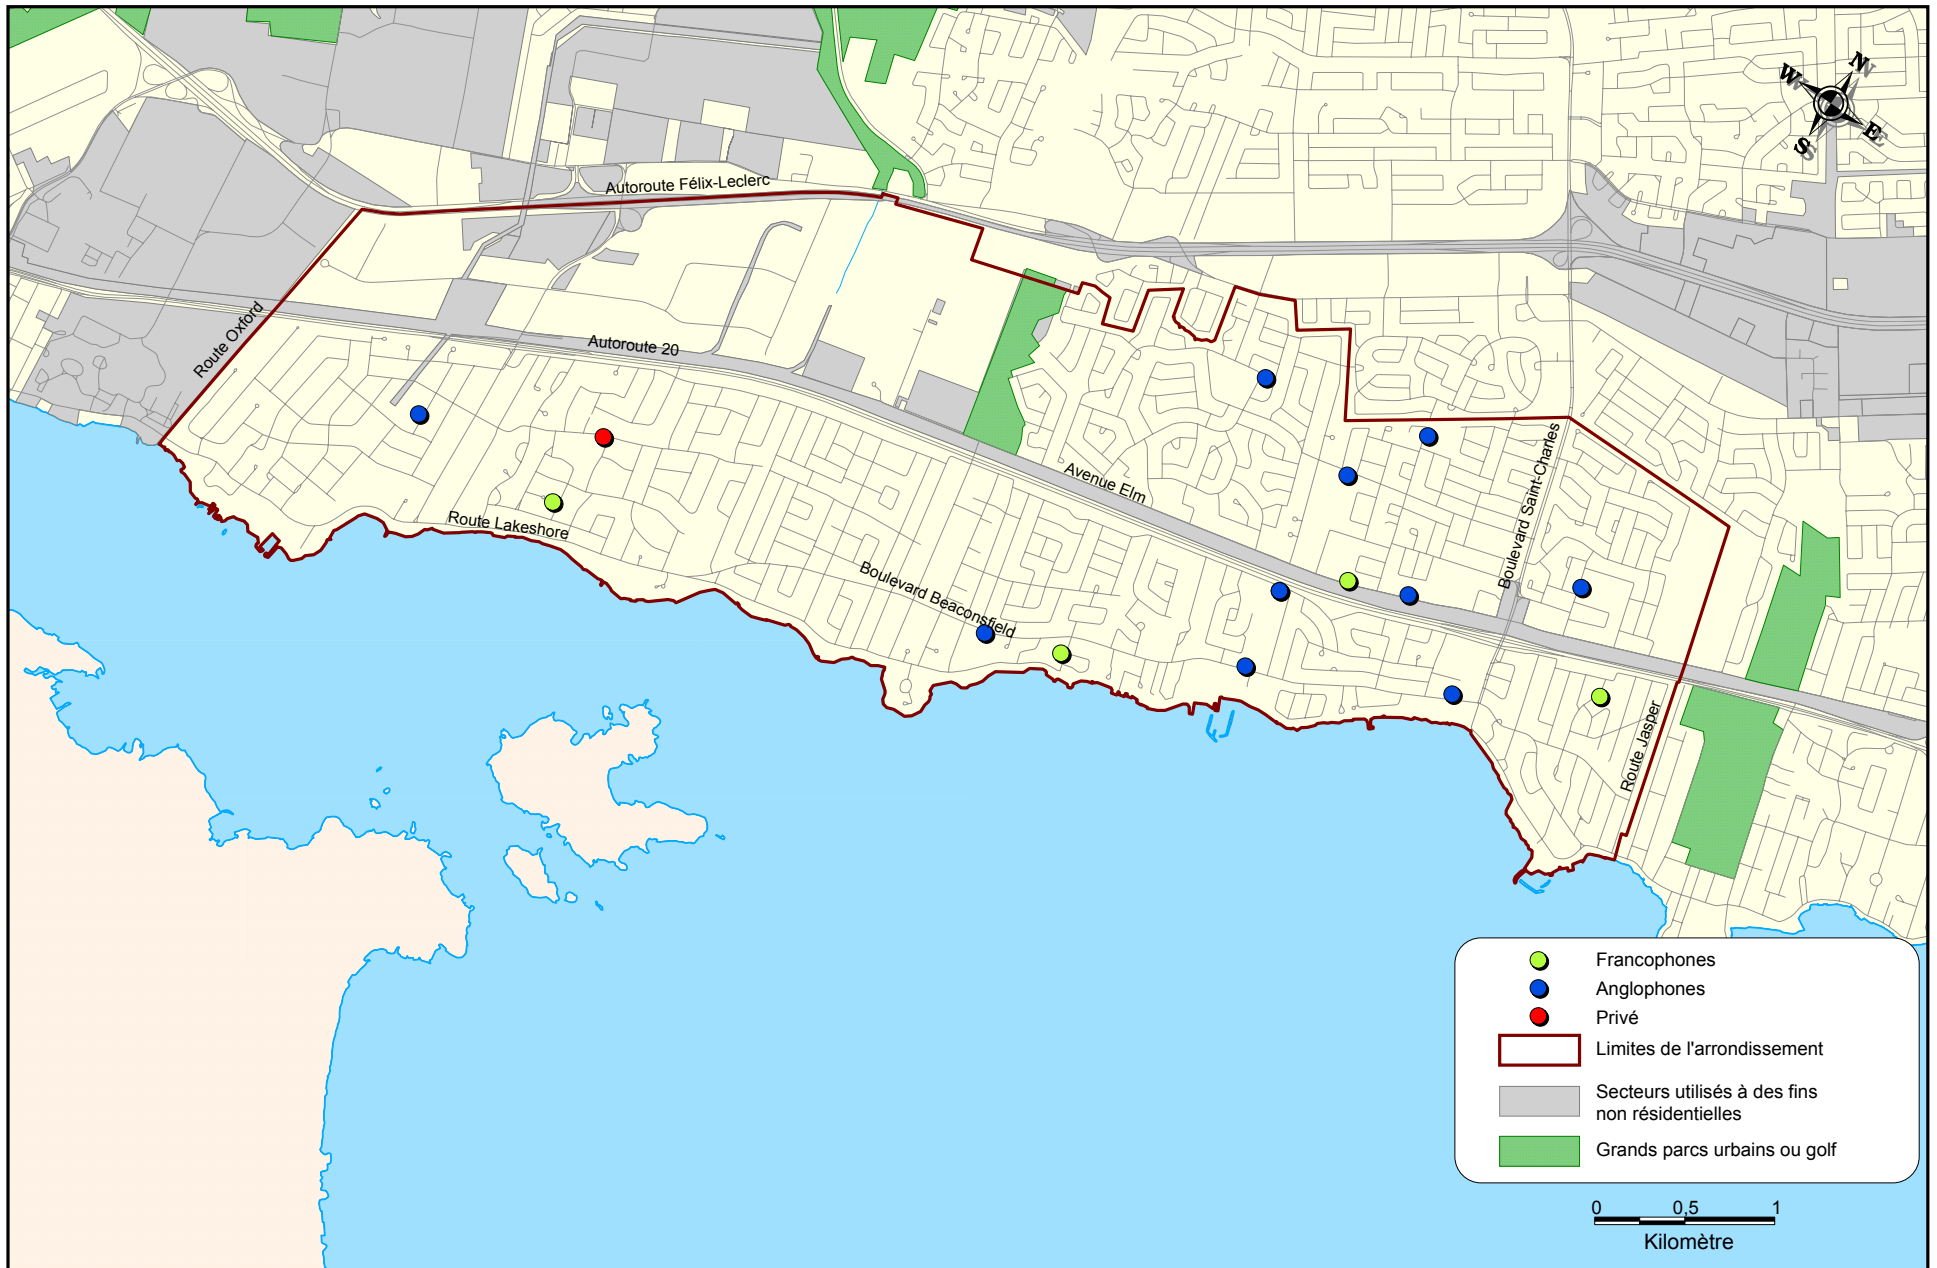 N
W
E
S
Autoroute Félix-Leclerc
Route Oxford
Autoroute 20
Avenue Elm
Boulevard Saint-Charles
Route Lakeshore
Boulevard Beaconsfield
Route Jasper
Francophones
Anglophones
Privé
Limites de l'arrondissement
Secteurs utilisés à des fins
non résidentielles
Grands parcs urbains ou golf
0 0,5 1
Kilomètre